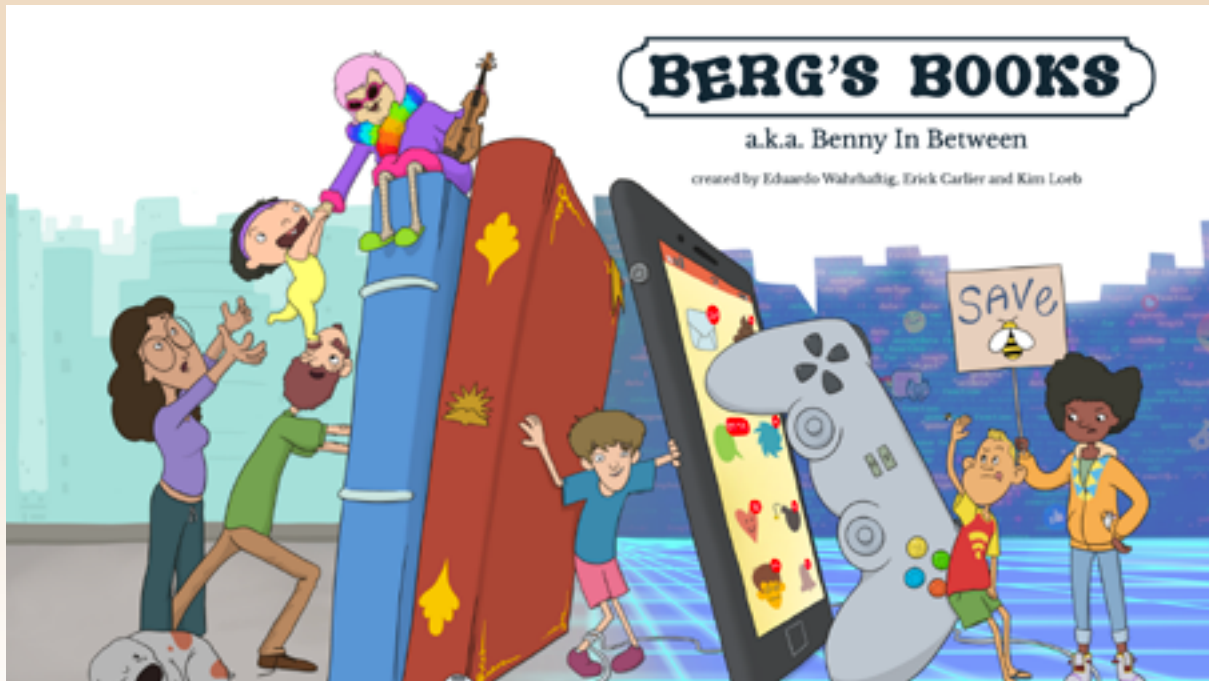 BERG'S BOOKS
a.k.a. Benny In Between
created by Eduardo Wahrhaftig, Erick Carlier and Kim Loeb
SAVE